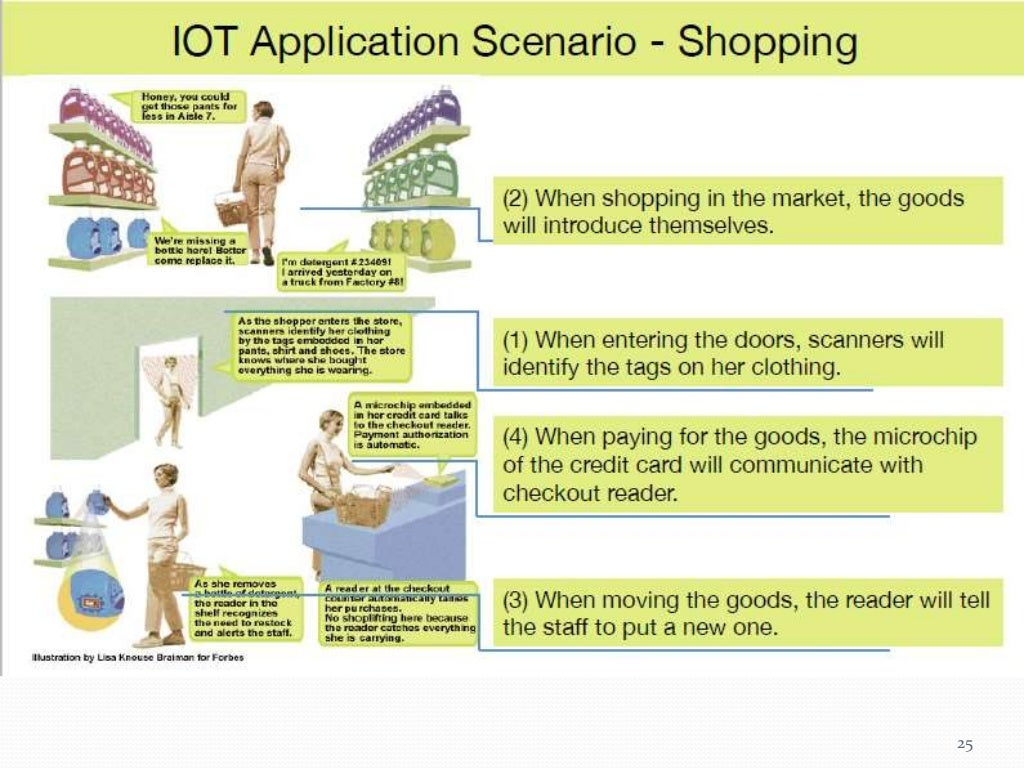 IOT Application Scenario - Shopping
Honey, you could
get those pants for
less in Aisle 7.
We're missing a
bottle here! Better
come replace it.
I'm detergent #234091
I arrived yesterday on
a truck from Factory #8!
(2) When shopping in the market, the goods
will introduce themselves.
As the shopper enters the store,
scanners identify her clothing
by the tags embedded in her
pants, shirt and shoes. The store
knows where she bought
everything she is wearing.
(1) When entering the doors, scanners will
identify the tags on her clothing.
A microchip embedded
in her credit card talks
to the checkout reader.
Payment authorization
is automatic.
(4) When paying for the goods, the microchip
of the credit card will communicate with
checkout reader.
As she removes
a bottle of detergent,
the reader in the
shelf recognizes
the need to restock
and alerts the staff.
A reader at the checkout
counter automatically tallies
her purchases.
No shoplifting here because
the reader catches everything
she is carrying.
(3) When moving the goods, the reader will tell
the staff to put a new one.
Illustration by Lisa Knouse Braiman for Forbes
25